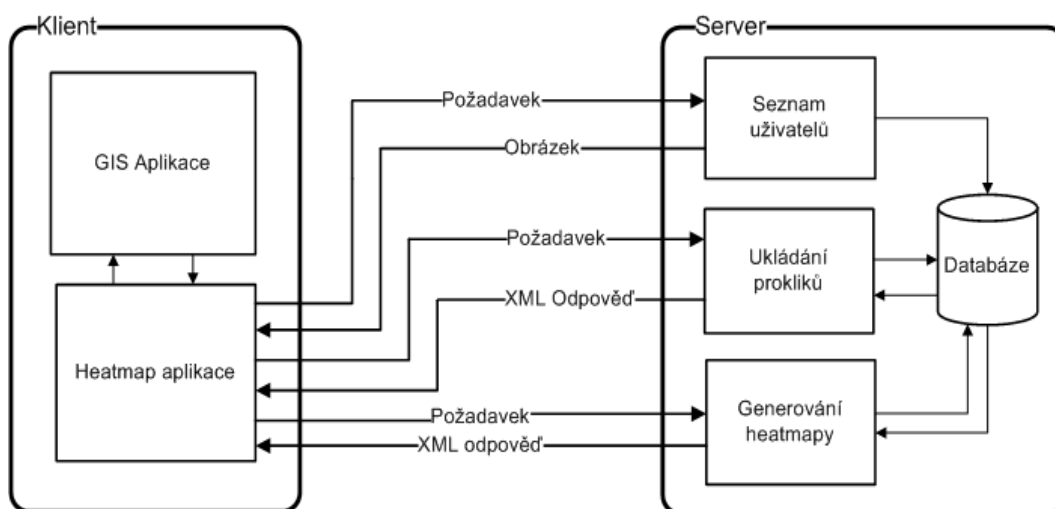 Klient
Server
GIS Aplikace
Heatmap aplikace
Požadavek
Obrázek
Požadavek
XML Odpověď
Požadavek
XML odpověď
Seznam
uživatelů
Ukládání
prokliků
Generování
heatmapy
Databáze